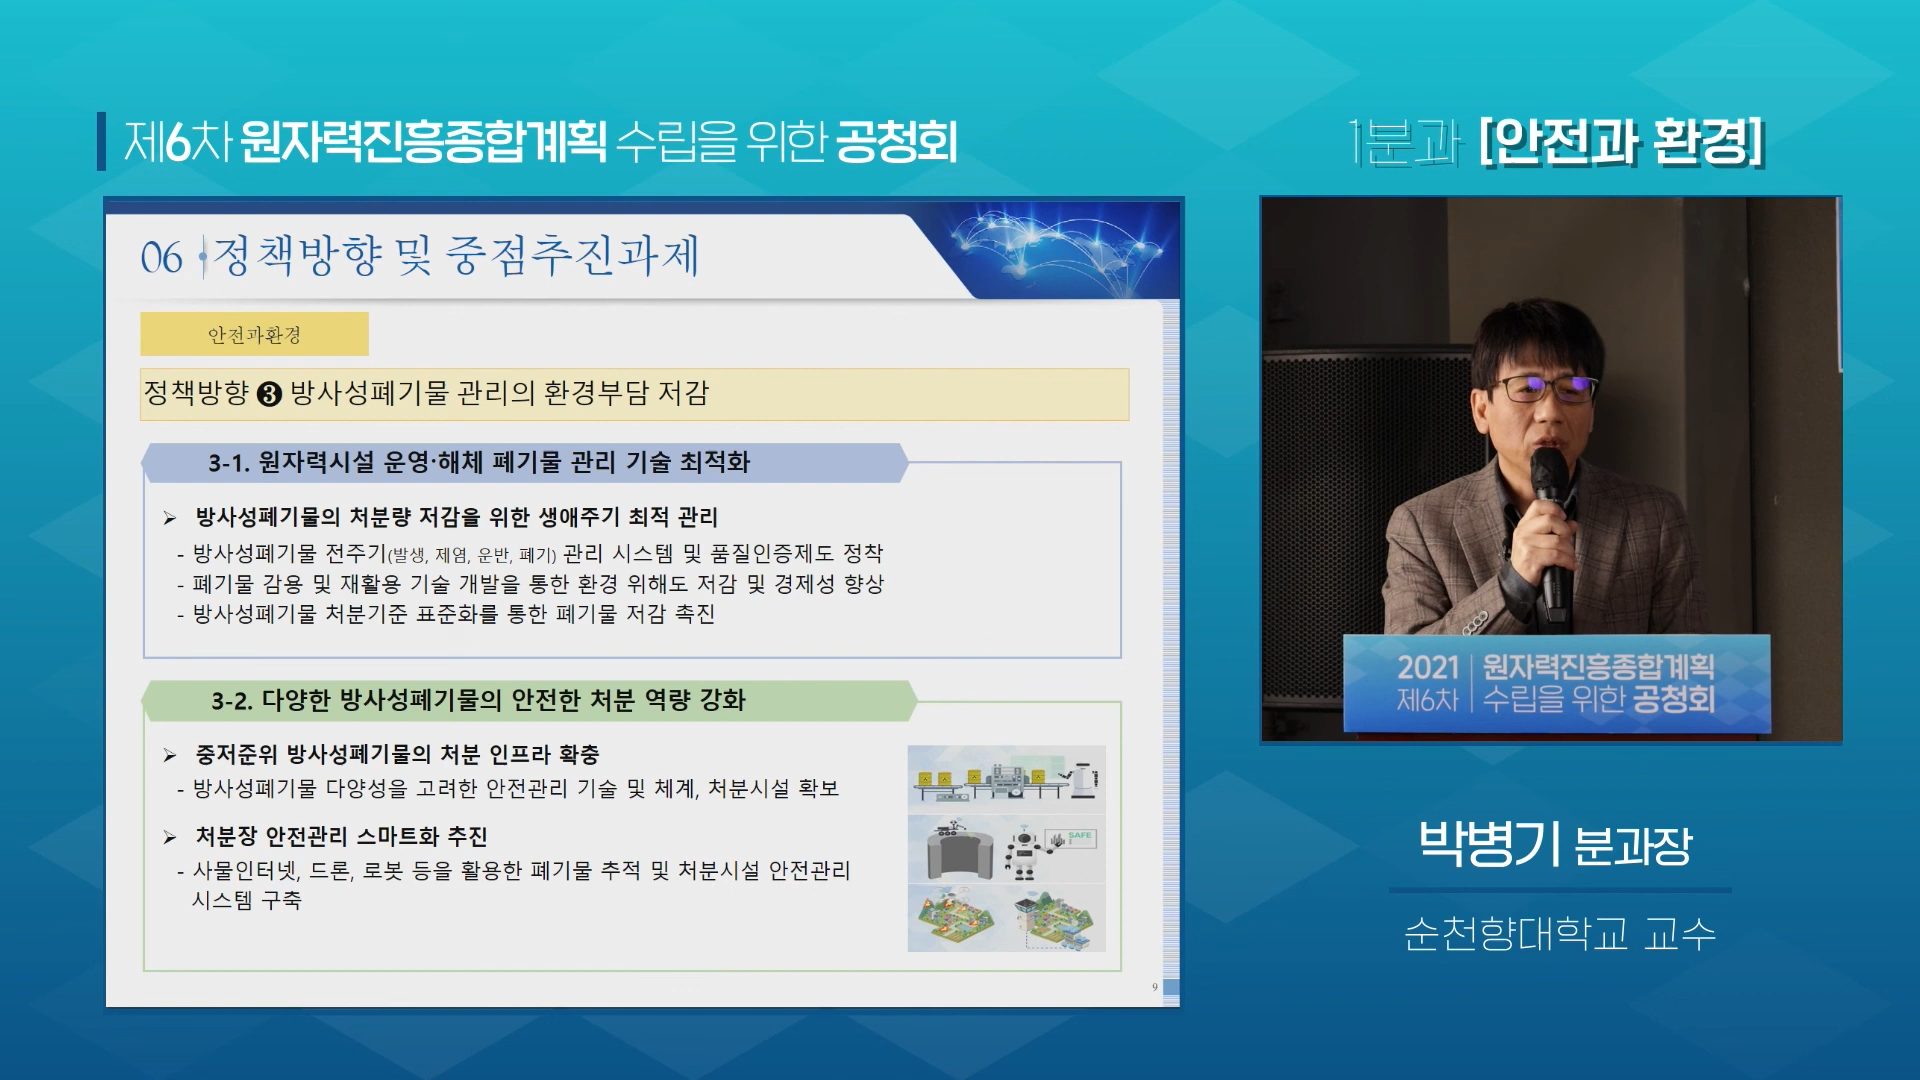 제6차 원자력진흥종합계획 수립을 위한 공청회
1분과 [안전과 환경]
06 정책방향 및 중점추진과제
안전과환경
정책방향 ❸ 방사성폐기물 관리의 환경부담 저감
3-1. 원자력시설 운영·해체 폐기물 관리 기술 최적화
➢ 방사성폐기물의 처분량 저감을 위한 생애주기 최적 관리
- 방사성폐기물 전주기(발생, 제염, 운반, 폐기) 관리 시스템 및 품질인증제도 정착
- 폐기물 감용 및 재활용 기술 개발을 통한 환경 위해도 저감 및 경제성 향상
- 방사성폐기물 처분기준 표준화를 통한 폐기물 저감 촉진
3-2. 다양한 방사성폐기물의 안전한 처분 역량 강화
➢ 중저준위 방사성폐기물의 처분 인프라 확충
- 방사성폐기물 다양성을 고려한 안전관리 기술 및 체계, 처분시설 확보
➢ 처분장 안전관리 스마트화 추진
- 사물인터넷, 드론, 로봇 등을 활용한 폐기물 추적 및 처분시설 안전관리
시스템 구축
SAFE
9
2021 원자력진흥종합계획
제6차 수립을 위한 공청회
박병기 분과장
순천향대학교 교수